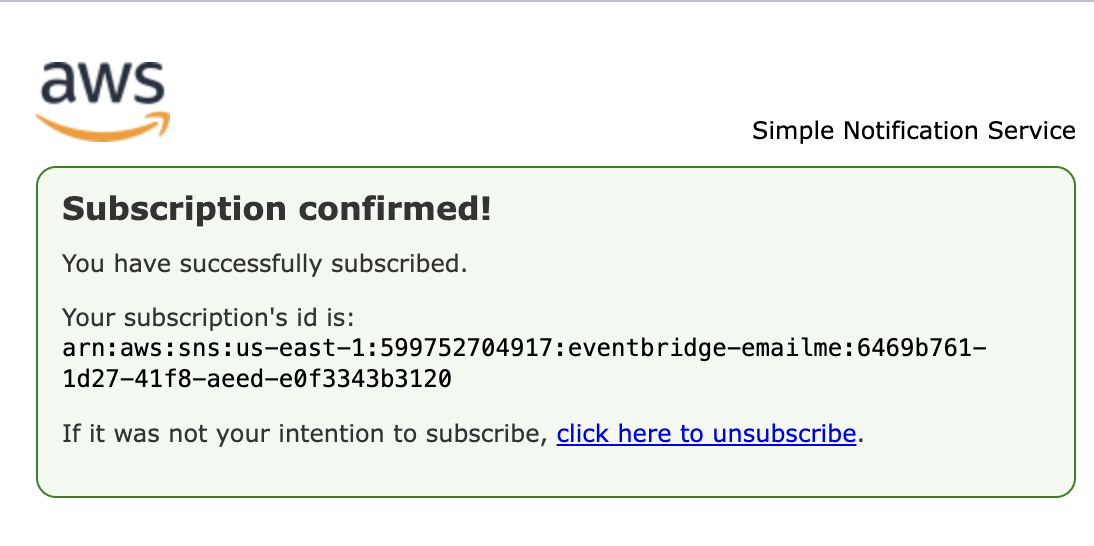 aws
Simple Notification Service
Subscription confirmed!
You have successfully subscribed.
Your subscription's id is:
arn:aws:sns:us-east-1:599752704917:eventbridge-emailme:6469b761-
1d27-41f8-aeed-e0f3343b3120
If it was not your intention to subscribe, click here to unsubscribe.